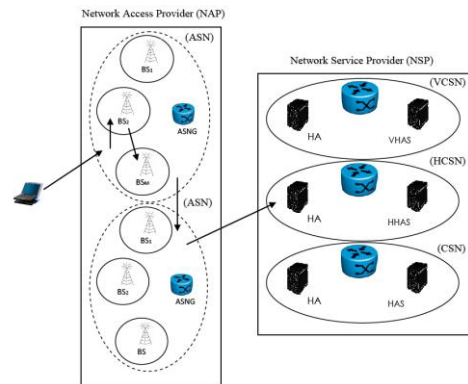 Network Access Provider (NAP)
(ASN)
BS₁
BS₂
ASNG
BSM
(ASN)
BS₁
BS₂
ASNG
BS
Network Service Provider (NSP)
(VCSN)
HA
VHAS
(HCSN)
HA
HHAS
(CSN)
HA
HAS